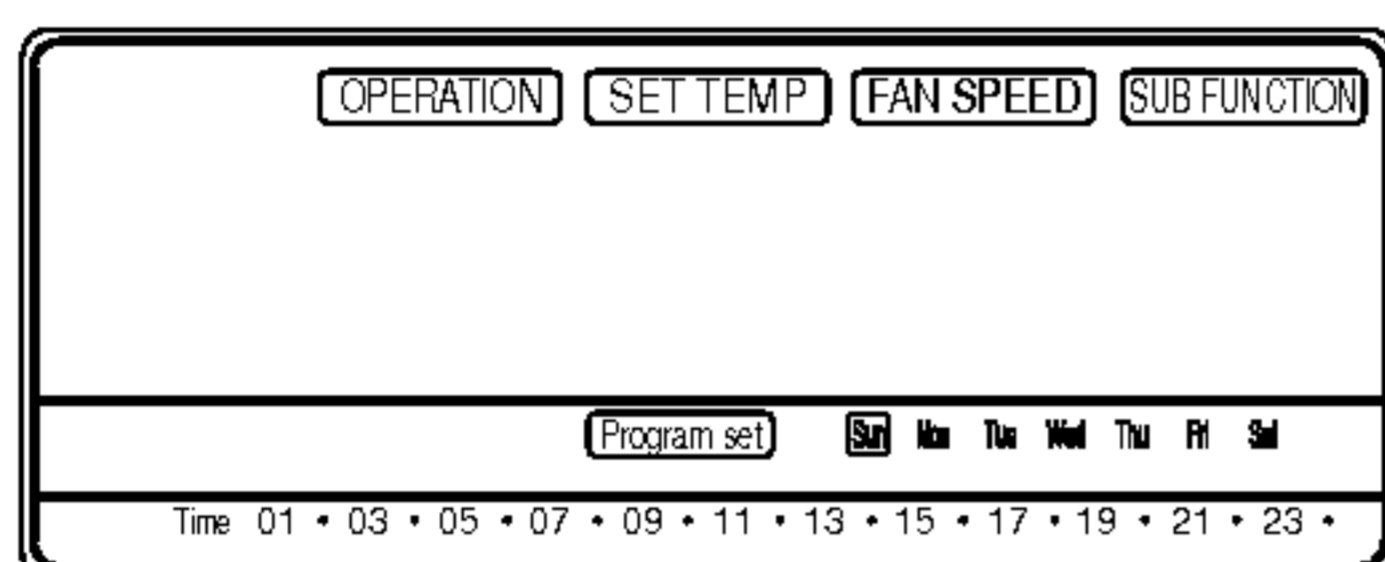 OPERATION SET TEMP FAN SPEED SUB FUNCTION
Program set Sun Mon Tue Wed Thu Fri Sat
Time 01 • 03 • 05 • 07 • 09 • 11 • 13 • 15 • 17 • 19 • 21 • 23 •